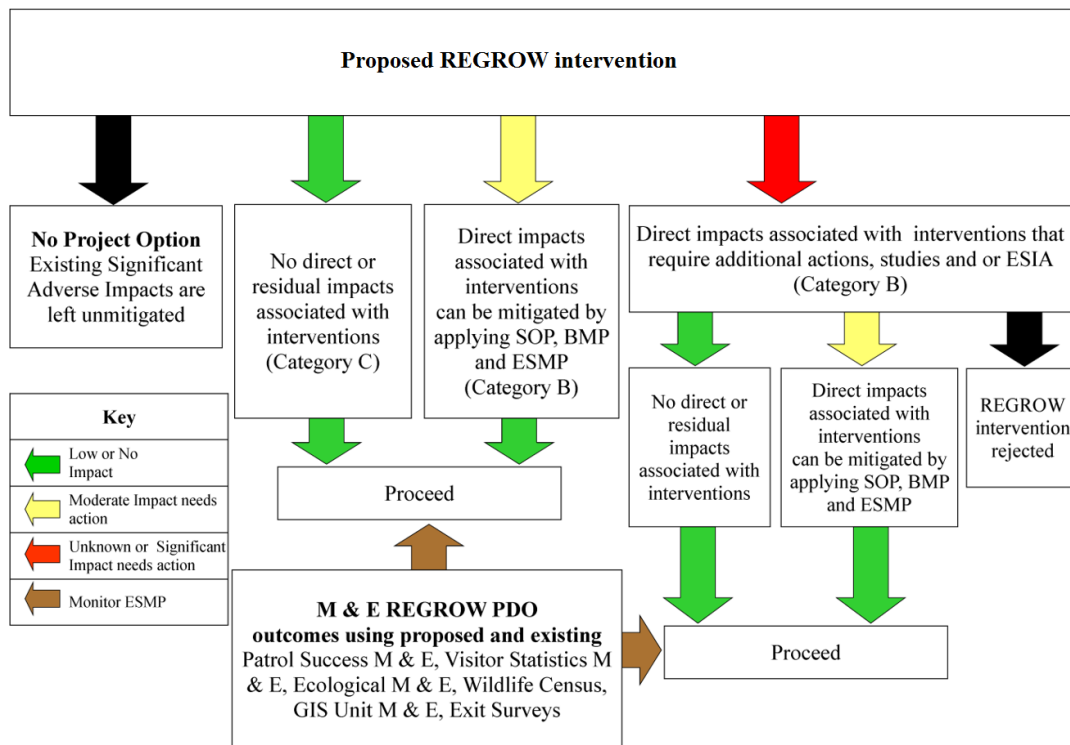 Proposed REGROW intervention
No Project Option
Existing Significant
Adverse Impacts are
left unmitigated
No direct or
residual impacts
associated with
interventions
(Category C)
Direct impacts
associated with
interventions
can be mitigated by
applying SOP, BMP
and ESMP
(Category B)
Direct impacts associated with interventions that
require additional actions, studies and or ESIA
(Category B)
No direct or
residual
impacts
associated with
interventions
Direct impacts
associated with
interventions
can be mitigated by
applying SOP, BMP
and ESMP
REGROW
intervention
rejected
Key
Low or No
Impact
Moderate Impact needs
action
Unknown or Significant
Impact needs action
Monitor ESMP
Proceed
M & E REGROW PDO
outcomes using proposed and existing
Patrol Success M & E, Visitor Statistics M
& E, Ecological M & E, Wildlife Census,
GIS Unit M & E, Exit Surveys
Proceed